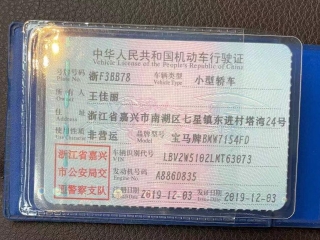 中华人民共和国机动车行驶证
Vehicle License of the People's Republic of China
号牌号码 浙F3BB78 车辆类型 小型轿车
Plate No. Vehicle Type
所有人 王佳丽
Owner
住址 浙江省嘉兴市南湖区七星镇东进村塔湾24号
Address
使用性质 非营运 品牌型号 宝马牌BMW7154FD
Use Character Model
浙江省嘉兴市公安局交通警察支队
车辆识别代号 LBV2W5102LMT63073
VIN
发动机号码 A886D835
Engine No.
注册日期 2019-12-03 发证日期 2019-12-03